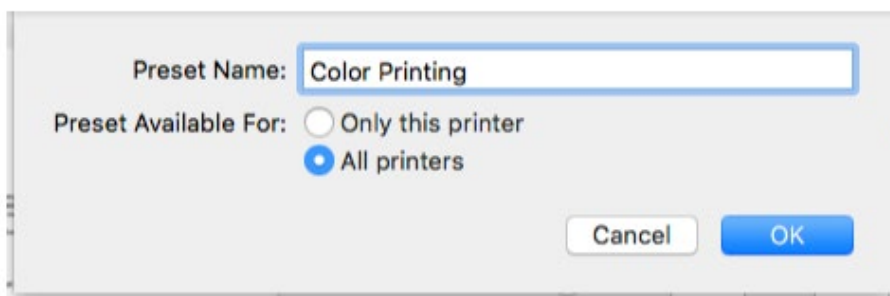 Preset Name: Color Printing
Preset Available For: Only this printer
All printers
Cancel OK